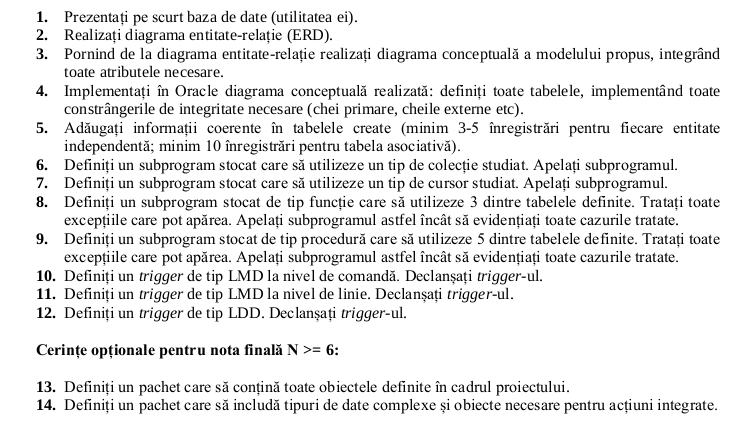 1. Prezentați pe scurt baza de date (utilitatea ei).
2. Realizați diagrama entitate-relație (ERD).
3. Pornind de la diagrama entitate-relație realizați diagrama conceptuală a modelului propus, integrând
toate atributele necesare.
4. Implementați în Oracle diagrama conceptuală realizată: definiți toate tabelele, implementând toate
constrângerile de integritate necesare (chei primare, cheile externe etc).
5. Adăugați informații coerente în tabelele create (minim 3-5 înregistrări pentru fiecare entitate
independentă; minim 10 înregistrări pentru tabela asociativă).
6. Definiți un subprogram stocat care să utilizeze un tip de colecție studiat. Apelați subprogramul.
7. Definiți un subprogram stocat care să utilizeze un tip de cursor studiat. Apelați subprogramul.
8. Definiți un subprogram stocat de tip funcție care să utilizeze 3 dintre tabelele definite. Tratați toate
excepțiile care pot apărea. Apelați subprogramul astfel încât să evidențiați toate cazurile tratate.
9. Definiți un subprogram stocat de tip procedură care să utilizeze 5 dintre tabelele definite. Tratați toate
excepțiile care pot apărea. Apelați subprogramul astfel încât să evidențiați toate cazurile tratate.
10. Definiți un trigger de tip LMD la nivel de comandă. Declanșați trigger-ul.
11. Definiți un trigger de tip LMD la nivel de linie. Declanșați trigger-ul.
12. Definiți un trigger de tip LDD. Declanșați trigger-ul.
Cerințe opționale pentru nota finală N >= 6:
13. Definiți un pachet care să conțină toate obiectele definite în cadrul proiectului.
14. Definiți un pachet care să includă tipuri de date complexe și obiecte necesare pentru acțiuni integrate.